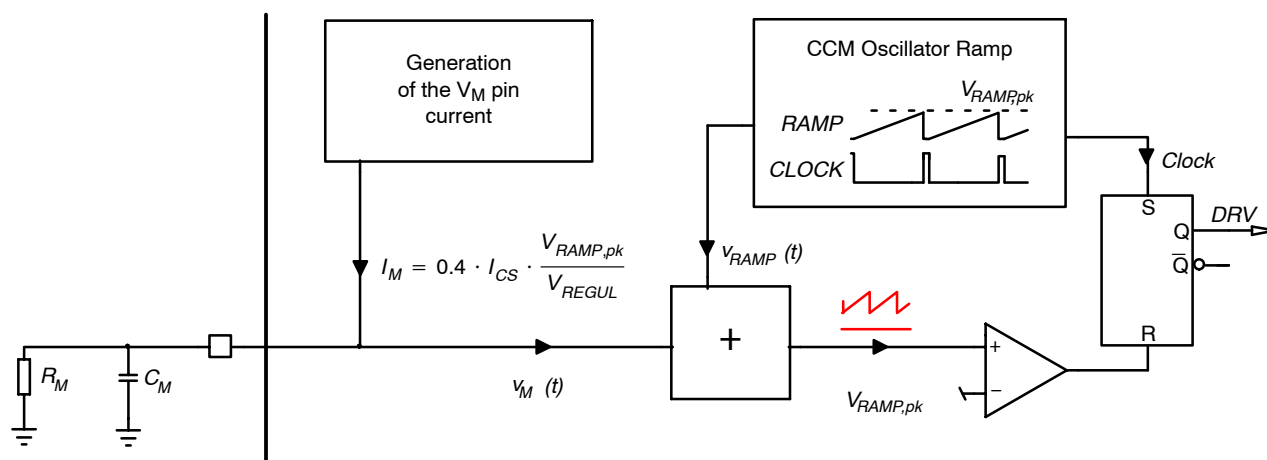 Generation
of the VM pin
current
CCM Oscillator Ramp
VRAMP,pk
RAMP
CLOCK
Clock
S
Q
DRV
Q̅
R
IM = 0.4 · ICS · VRAMP,pk / VREGUL
vRAMP (t)
+
+
−
VRAMP,pk
vM (t)
RM
CM